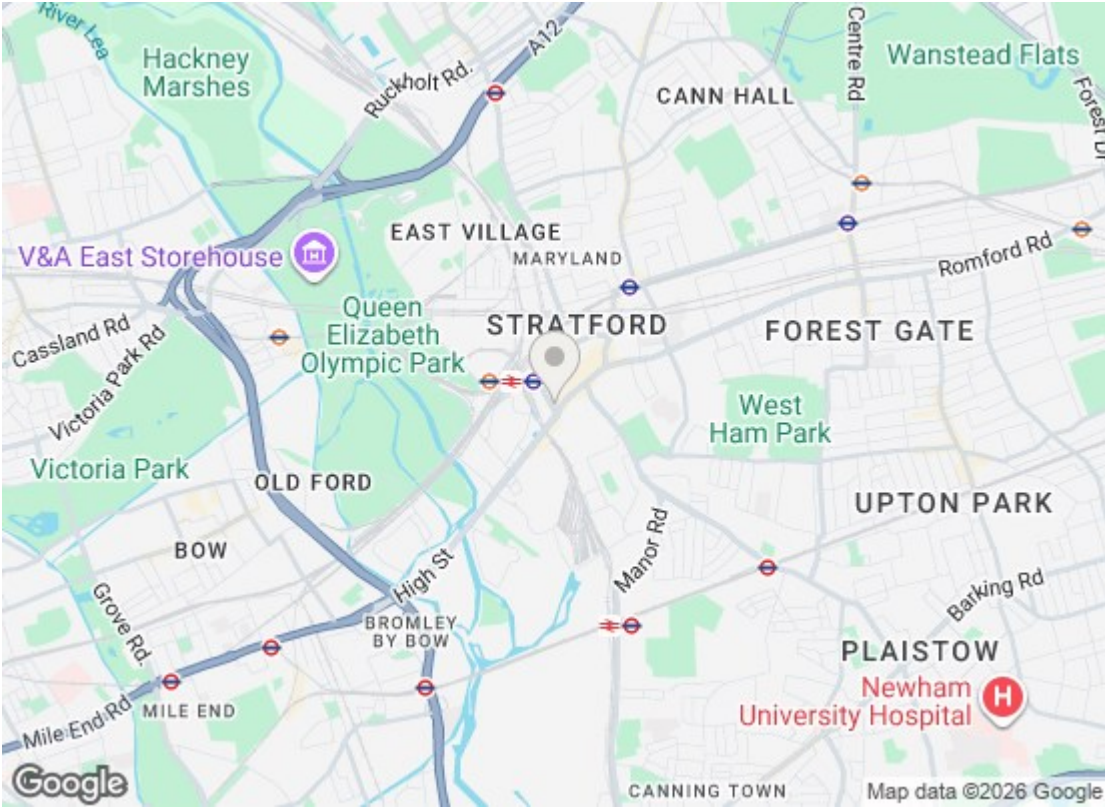 River Lea
Hackney
Marshes
Ruckholt Rd.
A12
CANN HALL
Centre Rd
Wanstead Flats
Forest Dr
V&A East Storehouse
EAST VILLAGE
MARYLAND
Romford Rd
Cassland Rd
Victoria Park Rd
Queen
Elizabeth
Olympic Park
STRATFORD
FOREST GATE
West
Ham Park
Victoria Park
OLD FORD
UPTON PARK
BOW
High St
Manor Rd
Grove Rd.
BROMLEY
BY BOW
Barking Rd
PLAISTOW
Newham
University Hospital
H
Mile End Rd
MILE END
CANNING TOWN
Google
Map data ©2026 Google